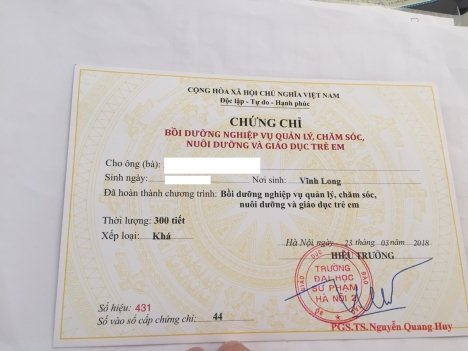 CỘNG HÒA XÃ HỘI CHỦ NGHĨA VIỆT NAM
Độc lập - Tự do - Hạnh phúc
CHỨNG CHỈ
BỒI DƯỠNG NGHIỆP VỤ QUẢN LÝ, CHĂM SÓC,
NUÔI DƯỠNG VÀ GIÁO DỤC TRẺ EM
Cho ông (bà):
Sinh ngày: Nơi sinh: Vĩnh Long
Đã hoàn thành chương trình: Bồi dưỡng nghiệp vụ quản lý, chăm sóc,
nuôi dưỡng và giáo dục trẻ em
Thời lượng: 300 tiết
Xếp loại: Khá
Hà Nội, ngày 23 tháng 03 năm 2018
HIỆU TRƯỞNG
TRƯỜNG
ĐẠI HỌC
SƯ PHẠM
HÀ NỘI 2
Số hiệu: 431
Số vào sổ cấp chứng chỉ: 44
PGS.TS.Nguyễn Quang Huy